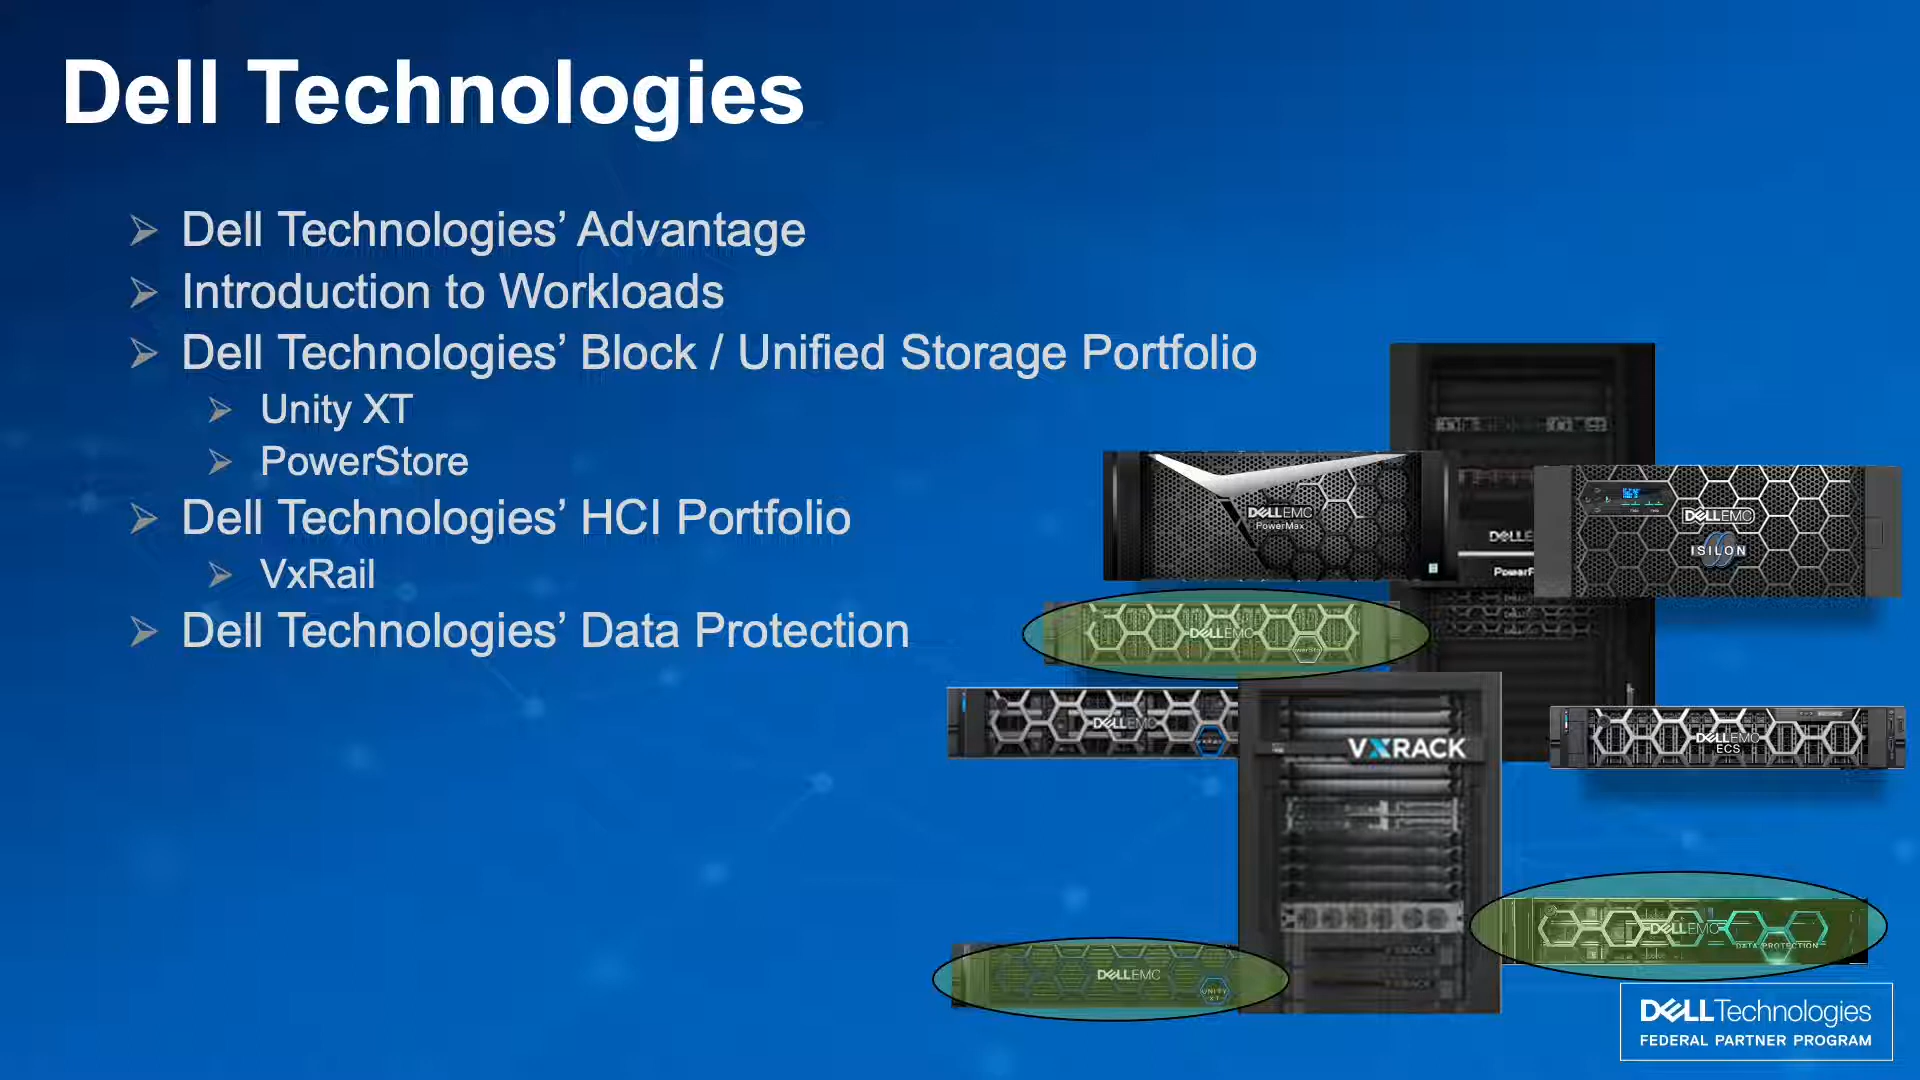 Dell Technologies
Dell Technologies’ Advantage
Introduction to Workloads
Dell Technologies’ Block / Unified Storage Portfolio
Unity XT
PowerStore
Dell Technologies’ HCI Portfolio
VxRail
Dell Technologies’ Data Protection
DELLEMC
PowerMax
DELLEMC
ISILON
DELLEMC
DELLEMC
VXRACK
DELLEMC
ECS
DELLEMC
DATA PROTECTION
DELLEMC
UNITY
XT
DELLTechnologies
FEDERAL PARTNER PROGRAM